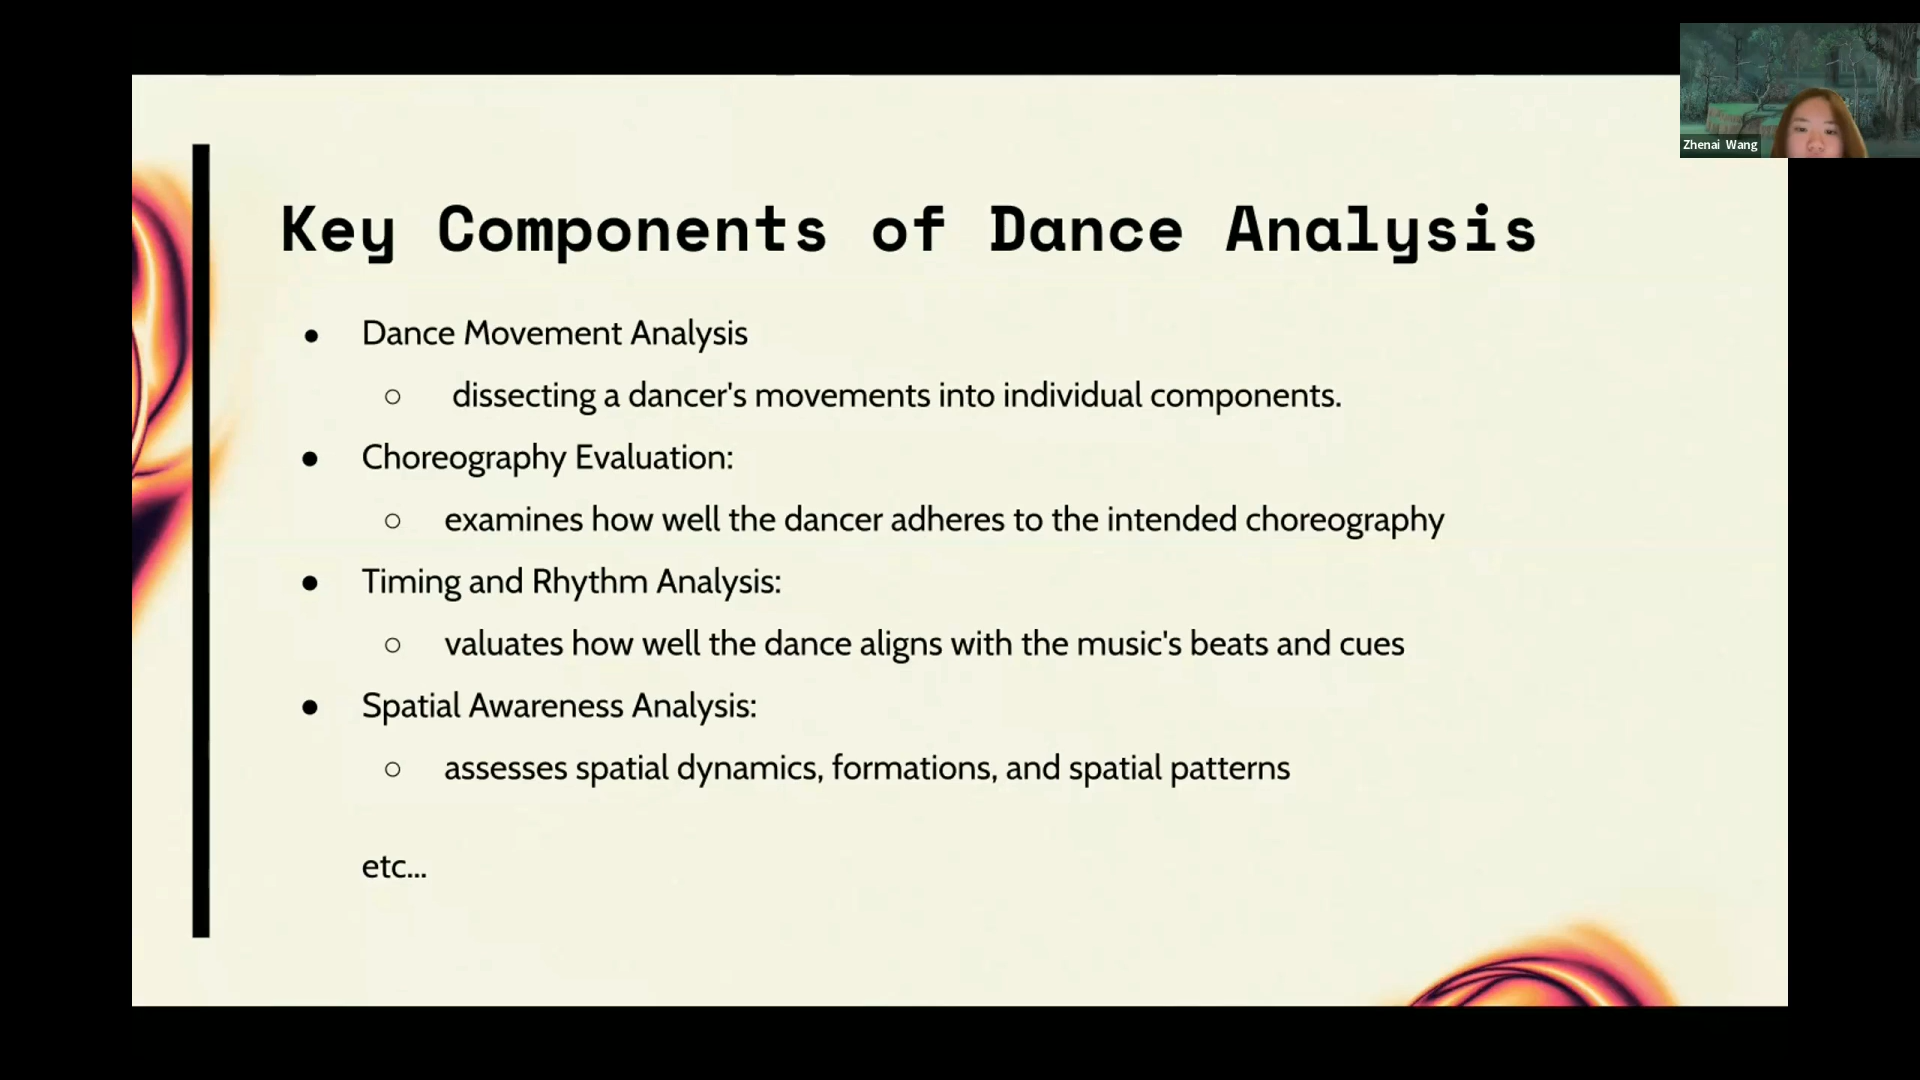 Zhenai Wang
Key Components of Dance Analysis
● Dance Movement Analysis
○ dissecting a dancer's movements into individual components.
● Choreography Evaluation:
○ examines how well the dancer adheres to the intended choreography
● Timing and Rhythm Analysis:
○ valuates how well the dance aligns with the music's beats and cues
● Spatial Awareness Analysis:
○ assesses spatial dynamics, formations, and spatial patterns
etc...